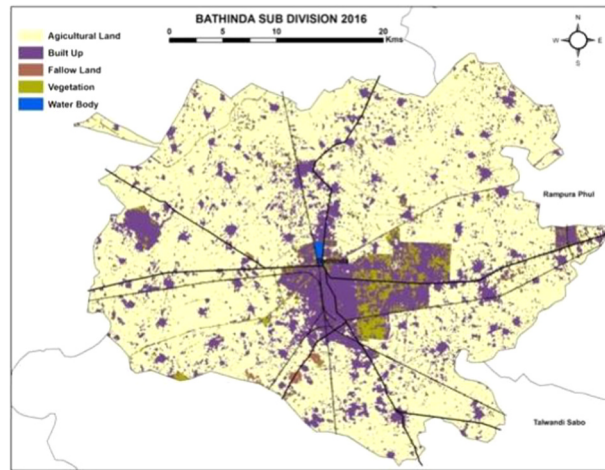 BATHINDA SUB DIVISION 2016
0 10 20
Kms
Agicultural Land
Built Up
Fallow Land
Vegetation
Water Body
N
W E
S
Rampura Phul
Talwandi Sabo